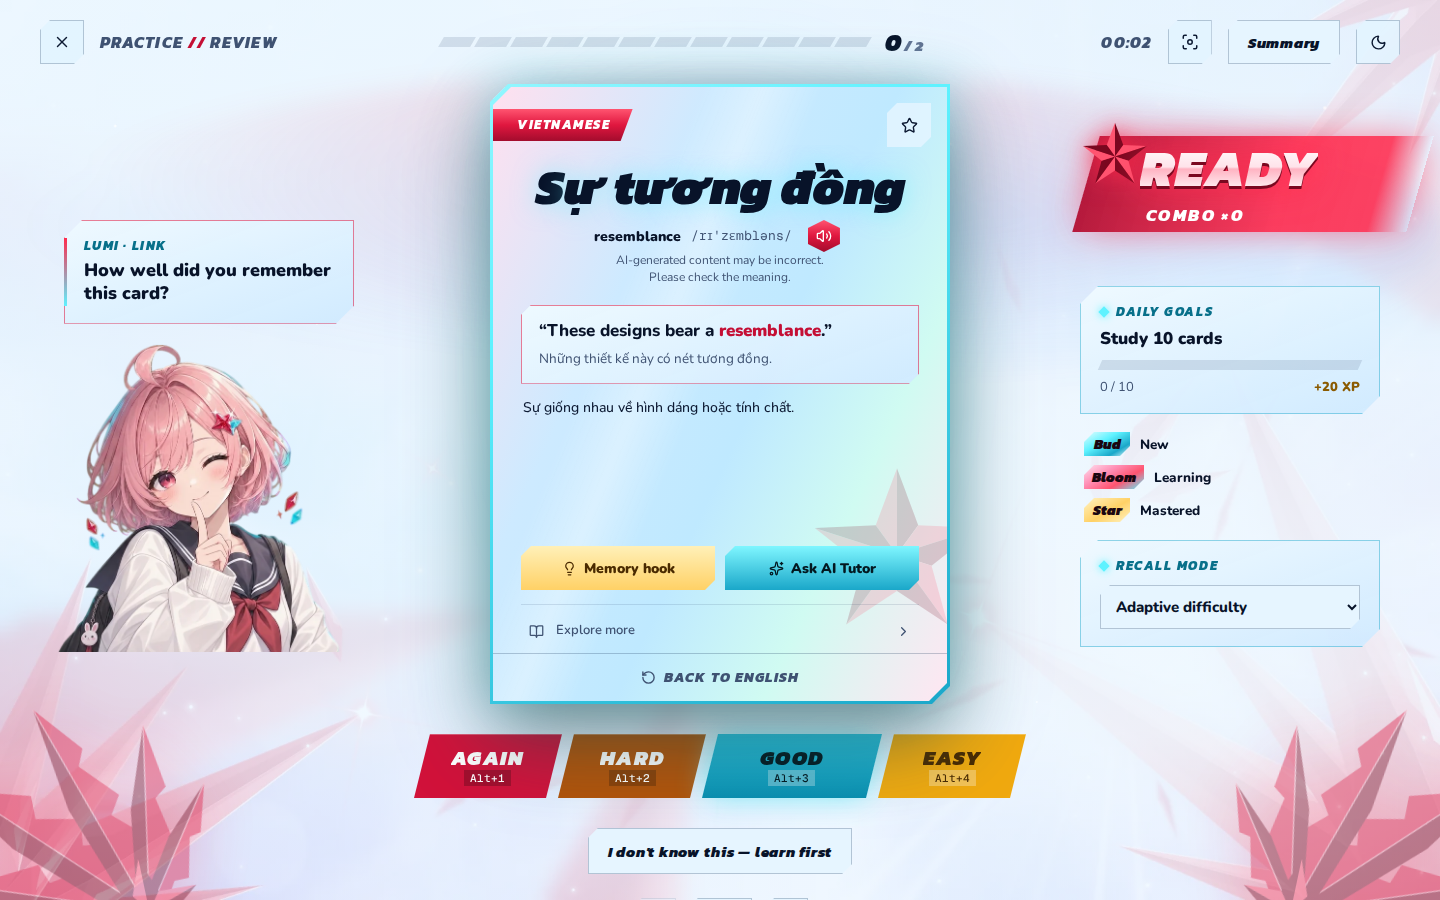 PRACTICE // REVIEW
0 / 2
00:02
Summary
VIETNAMESE
Sự tương đồng
resemblance /rɪˈzɛmbləns/
AI-generated content may be incorrect.
Please check the meaning.
“These designs bear a resemblance.”
Những thiết kế này có nét tương đồng.
Sự giống nhau về hình dáng hoặc tính chất.
Memory hook
Ask AI Tutor
Explore more
BACK TO ENGLISH
LUMI · LINK
How well did you remember
this card?
READY
COMBO ×0
DAILY GOALS
Study 10 cards
0 / 10
+20 XP
Bud New
Bloom Learning
Star Mastered
RECALL MODE
Adaptive difficulty
AGAIN
Alt+1
HARD
Alt+2
GOOD
Alt+3
EASY
Alt+4
I don't know this — learn first